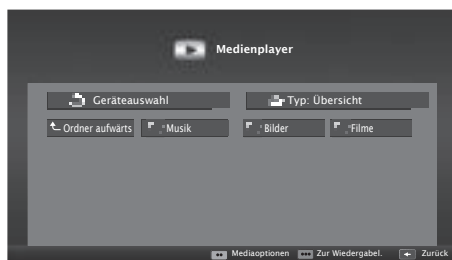 Medienplayer
Geräteauswahl Typ: Übersicht
Ordner aufwärts Musik Bilder Filme
Mediaoptionen Zur Wiedergabel. Zurück